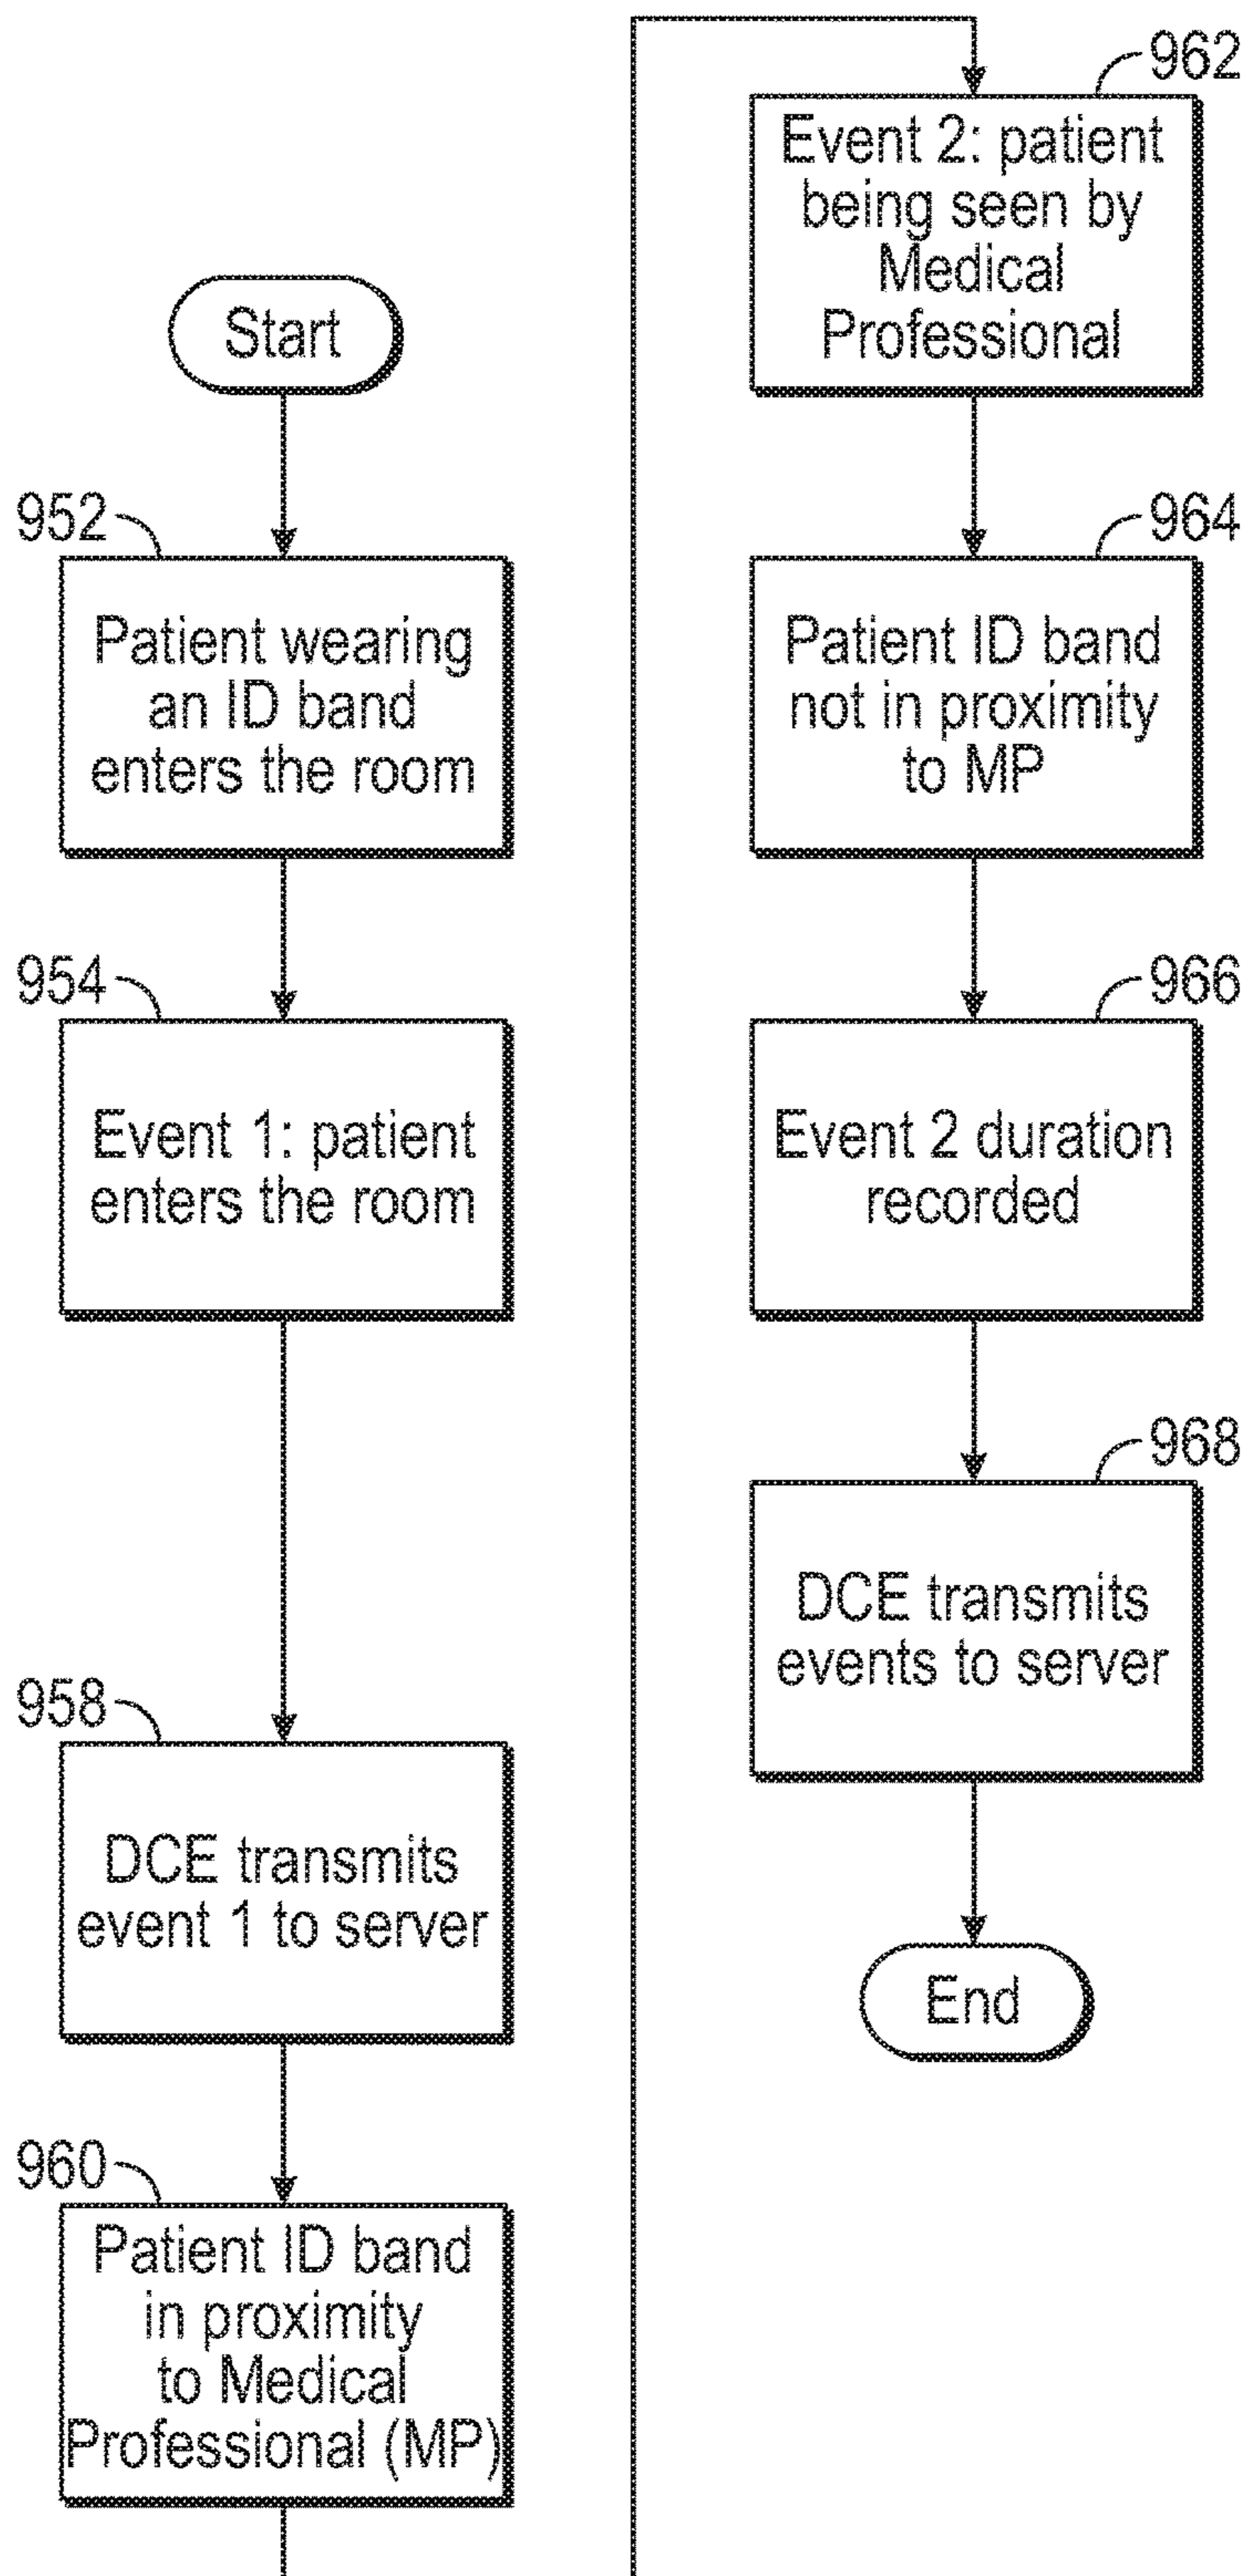 Start
952
Patient wearing
an ID band
enters the room
954
Event 1: patient
enters the room
958
DCE transmits
event 1 to server
960
Patient ID band
in proximity
to Medical
Professional (MP)
962
Event 2: patient
being seen by
Medical
Professional
964
Patient ID band
not in proximity
to MP
966
Event 2 duration
recorded
968
DCE transmits
events to server
End